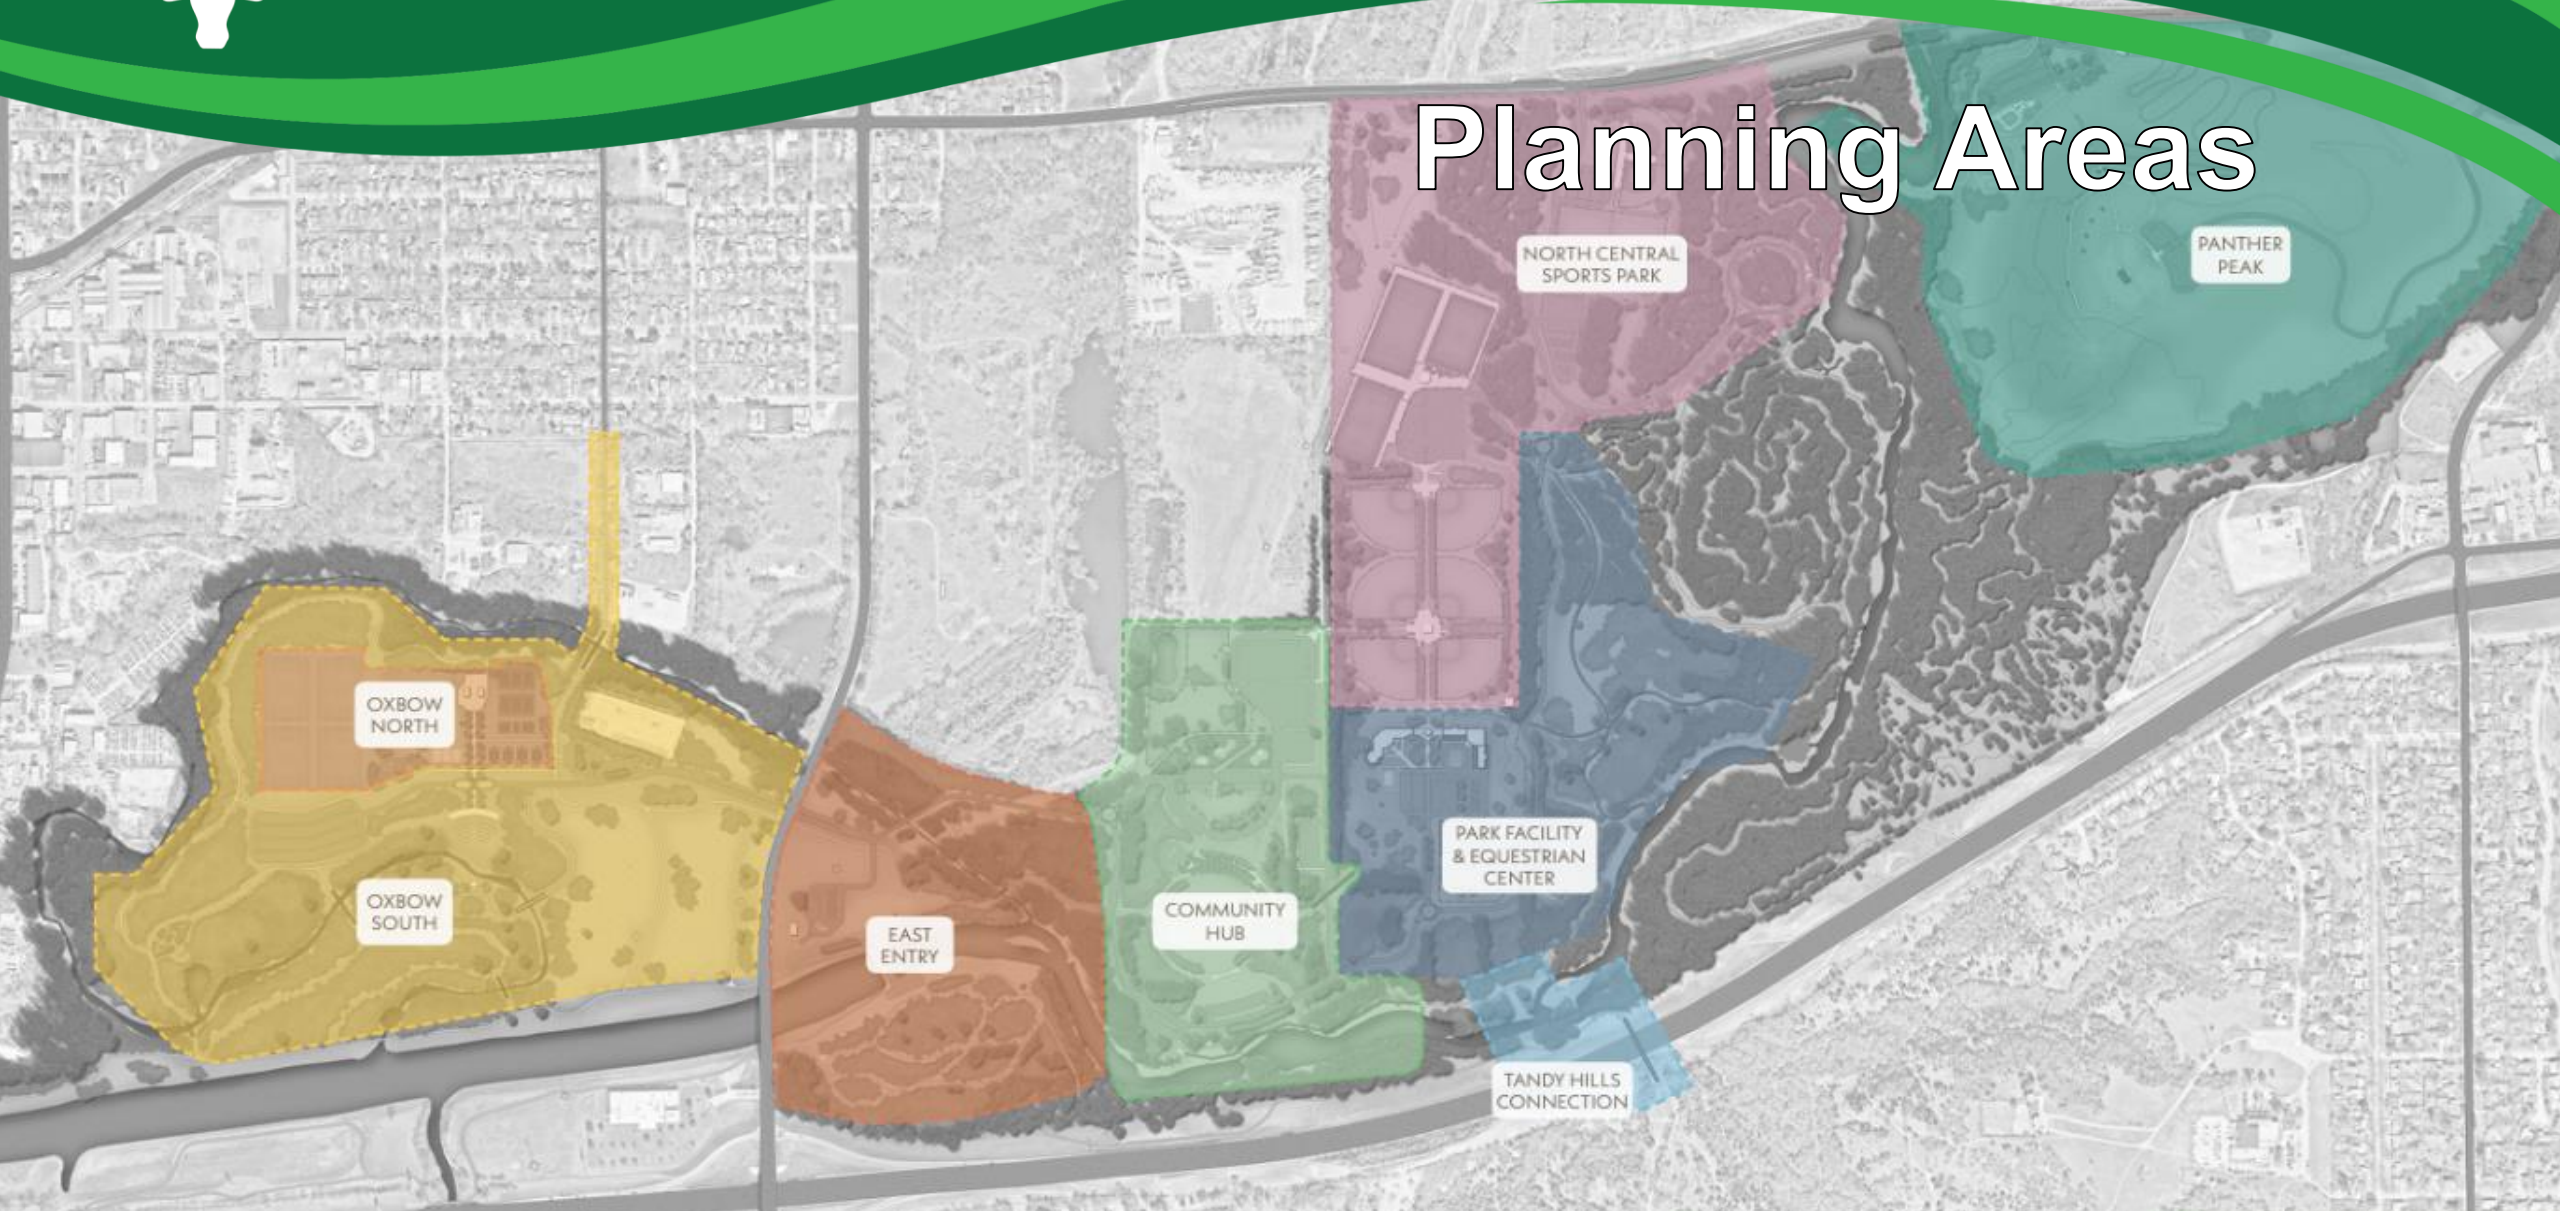 Planning Areas
NORTH CENTRAL
SPORTS PARK
PANTHER
PEAK
OXBOW
NORTH
OXBOW
SOUTH
EAST
ENTRY
COMMUNITY
HUB
PARK FACILITY
& EQUESTRIAN
CENTER
TANDY HILLS
CONNECTION